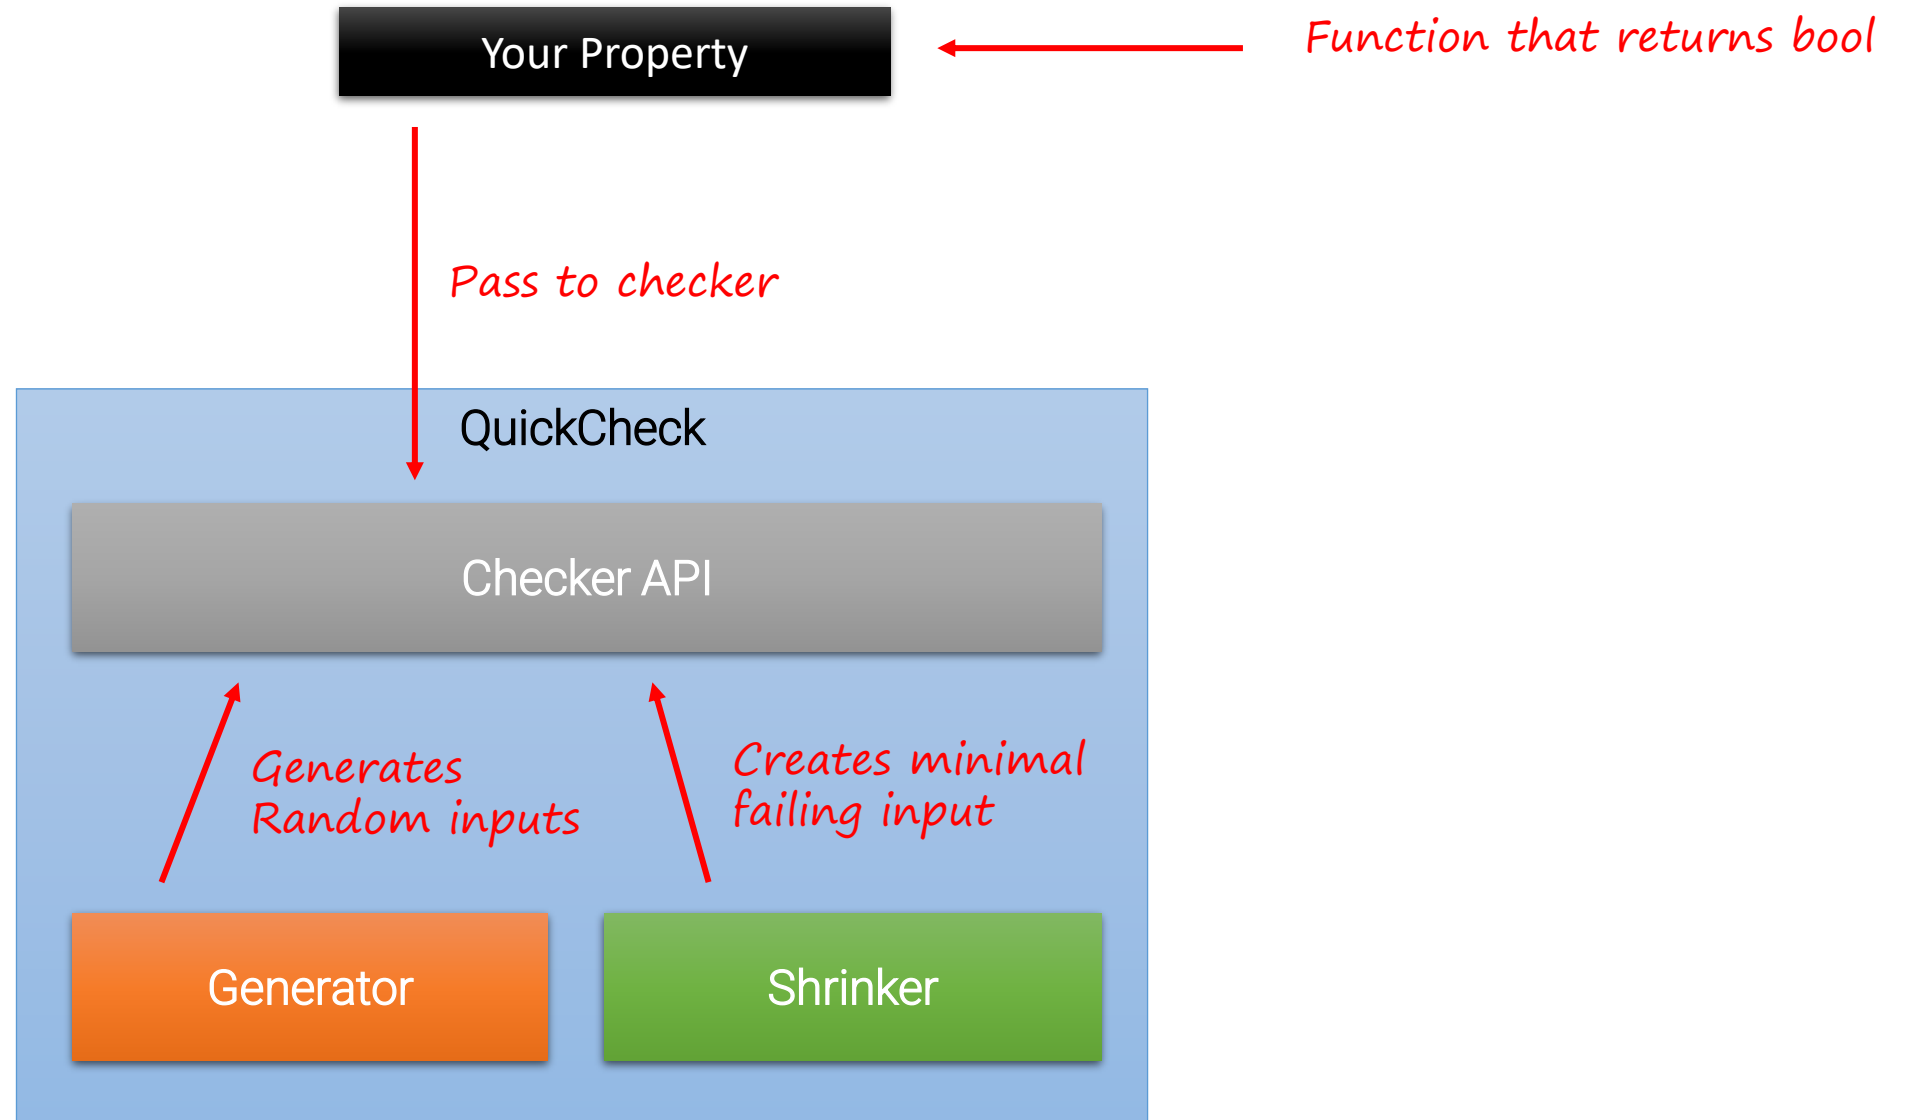 Your Property
Function that returns bool
Pass to checker
QuickCheck
Checker API
Generates
Random inputs
Creates minimal
failing input
Generator
Shrinker